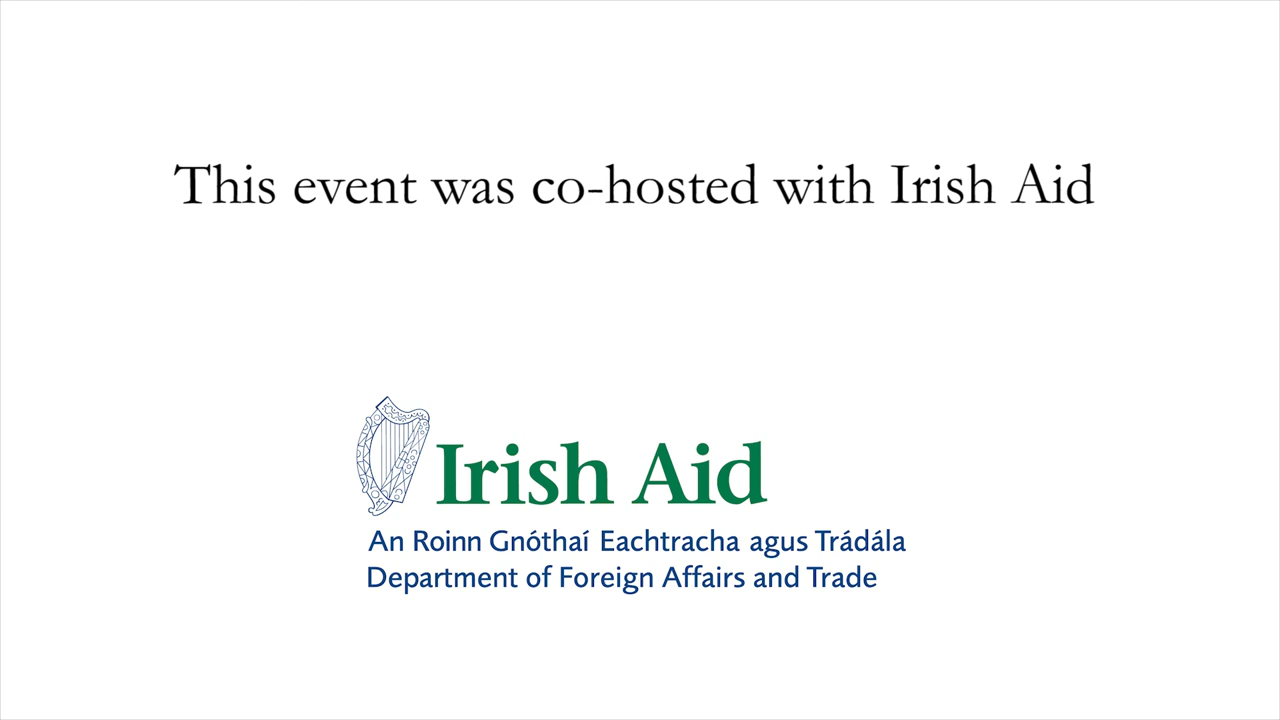 This event was co-hosted with Irish Aid
Irish Aid
An Roinn Gnóthaí Eachtracha agus Trádála
Department of Foreign Affairs and Trade